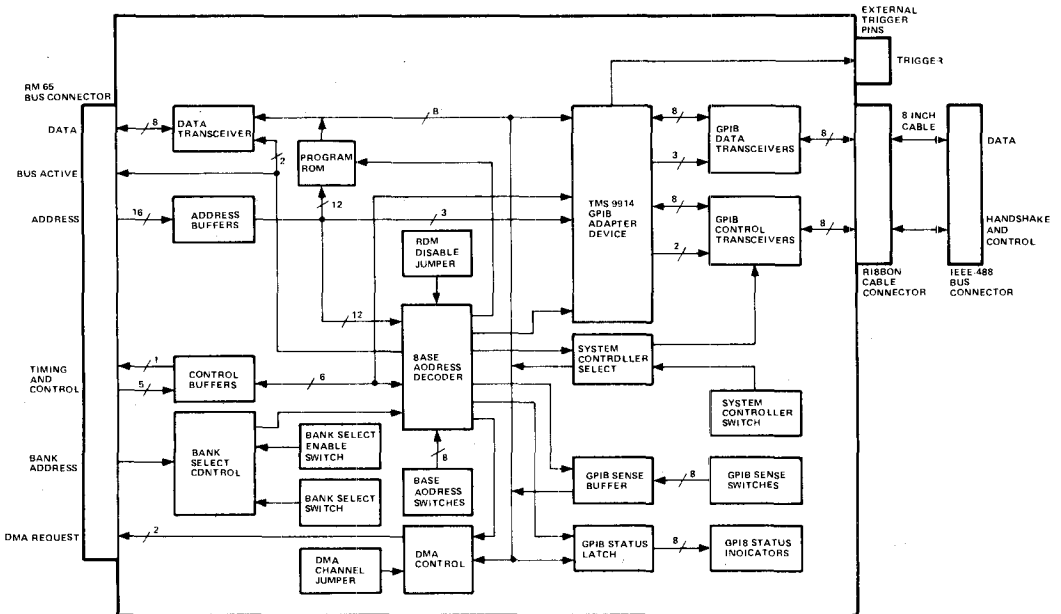 EXTERNAL
TRIGGER
PINS
TRIGGER
RM 65
BUS CONNECTOR
DATA
8
DATA
TRANSCEIVER
8
2
BUS ACTIVE
PROGRAM
ROM
12
ADDRESS
16
ADDRESS
BUFFERS
3
TMS 9914
GPIB
ADAPTER
DEVICE
8
GPIB
DATA
TRANSCEIVERS
3
8
8
GPIB
CONTROL
TRANSCEIVERS
2
8
8 INCH
CABLE
DATA
HANDSHAKE
AND
CONTROL
RIBBON
CABLE
CONNECTOR
IEEE-488
BUS
CONNECTOR
RDM
DISABLE
JUMPER
12
BASE
ADDRESS
DECODER
SYSTEM
CONTROLLER
SELECT
SYSTEM
CONTROLLER
SWITCH
TIMING
AND
CONTROL
1
5
CONTROL
BUFFERS
6
BANK
ADDRESS
BANK
SELECT
CONTROL
BANK SELECT
ENABLE
SWITCH
BANK SELECT
SWITCH
8
BASE
ADDRESS
SWITCHES
GPIB SENSE
BUFFER
8
GPIB SENSE
SWITCHES
DMA REQUEST
2
DMA
CHANNEL
JUMPER
DMA
CONTROL
GPIB STATUS
LATCH
8
GPIB STATUS
INDICATORS